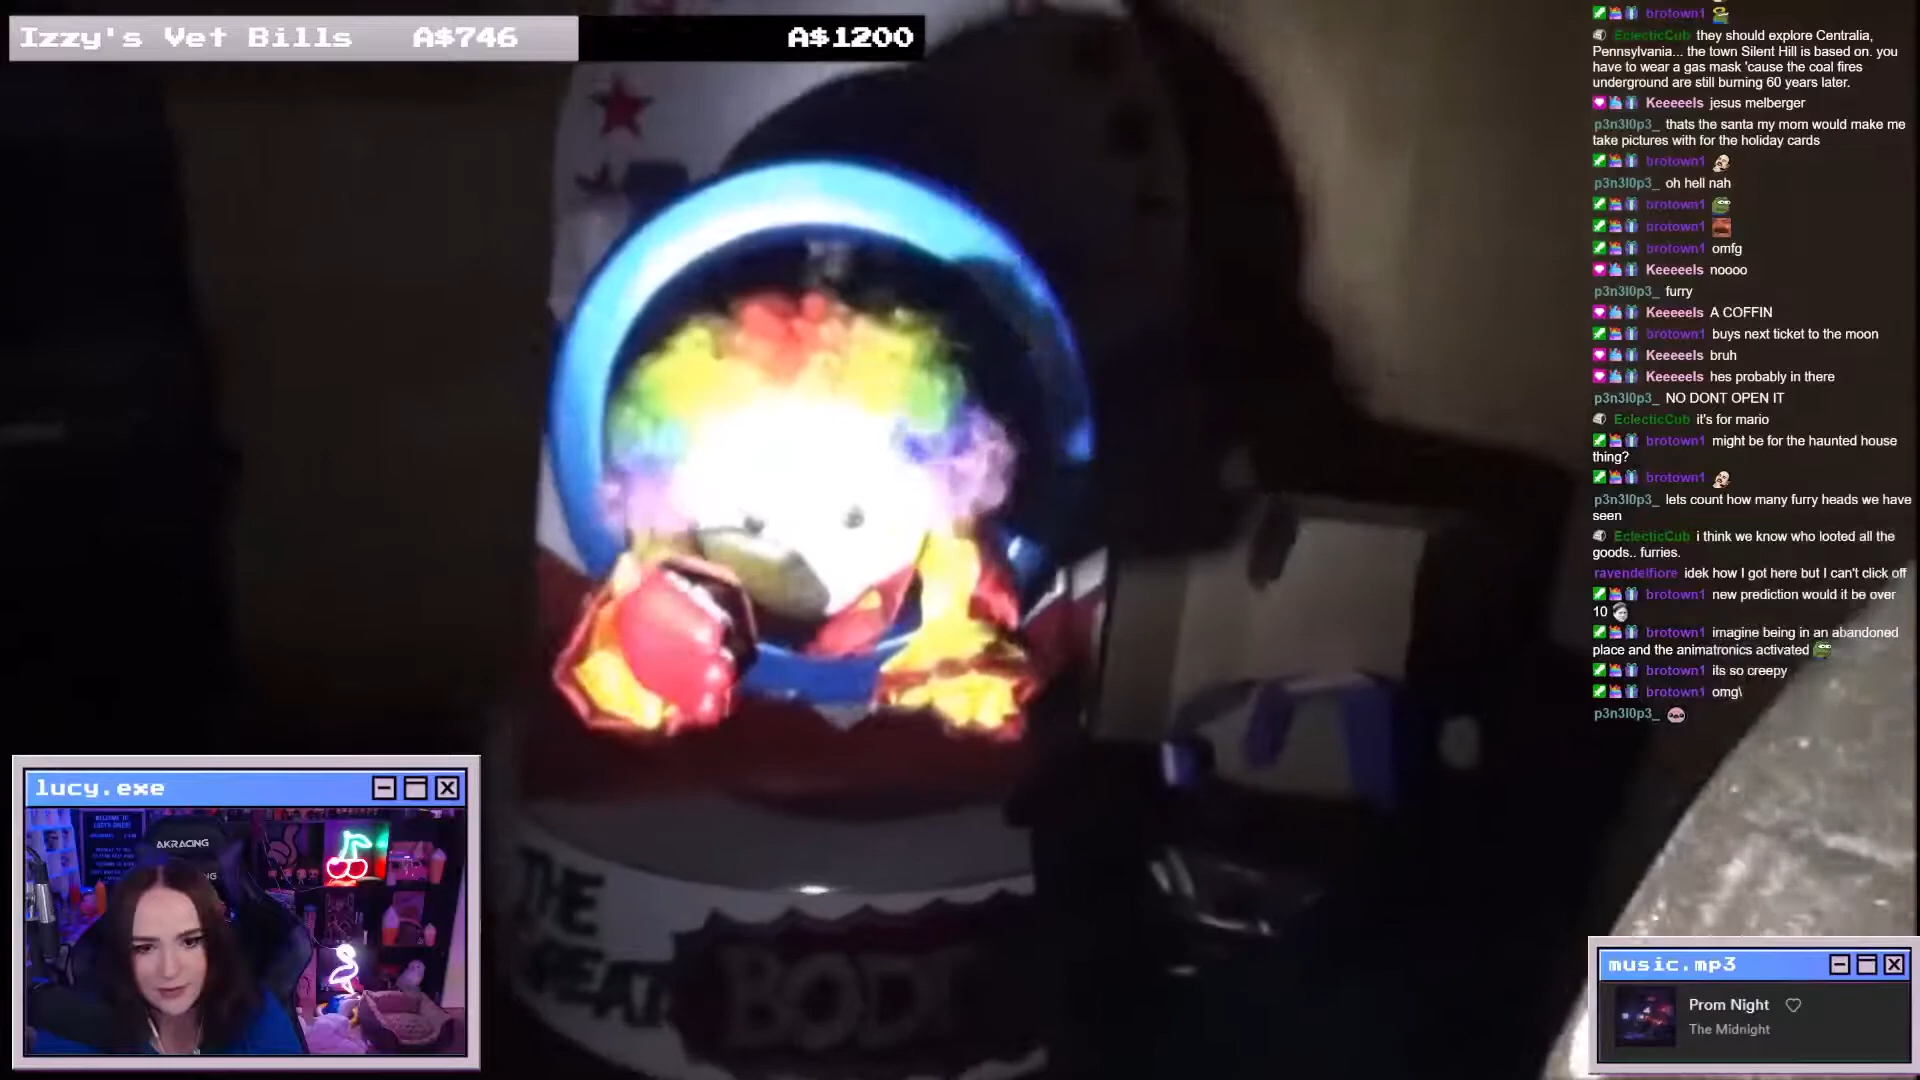 Izzy's Vet Bills A$746 A$1200
brotown1
EclecticCub they should explore Centralia,
Pennsylvania... the town Silent Hill is based on. you
have to wear a gas mask 'cause the coal fires
underground are still burning 60 years later.
Keeeeels jesus melberger
p3n3l0p3_ thats the santa my mom would make me
take pictures with for the holiday cards
brotown1
p3n3l0p3_ oh hell nah
brotown1
brotown1
brotown1 omfg
Keeeeels noooo
p3n3l0p3_ furry
Keeeeels A COFFIN
brotown1 buys next ticket to the moon
Keeeeels bruh
Keeeeels hes probably in there
p3n3l0p3_ NO DONT OPEN IT
EclecticCub it's for mario
brotown1 might be for the haunted house
thing?
brotown1
p3n3l0p3_ lets count how many furry heads we have
seen
EclecticCub i think we know who looted all the
goods.. furries.
ravendelfiore idek how I got here but I can't click off
brotown1 new prediction would it be over
10
brotown1 imagine being in an abandoned
place and the animatronics activated
brotown1 its so creepy
brotown1 omg\
p3n3l0p3_
lucy.exe
AKRACING
THE
GREAT
BOD
music.mp3
Prom Night
The Midnight